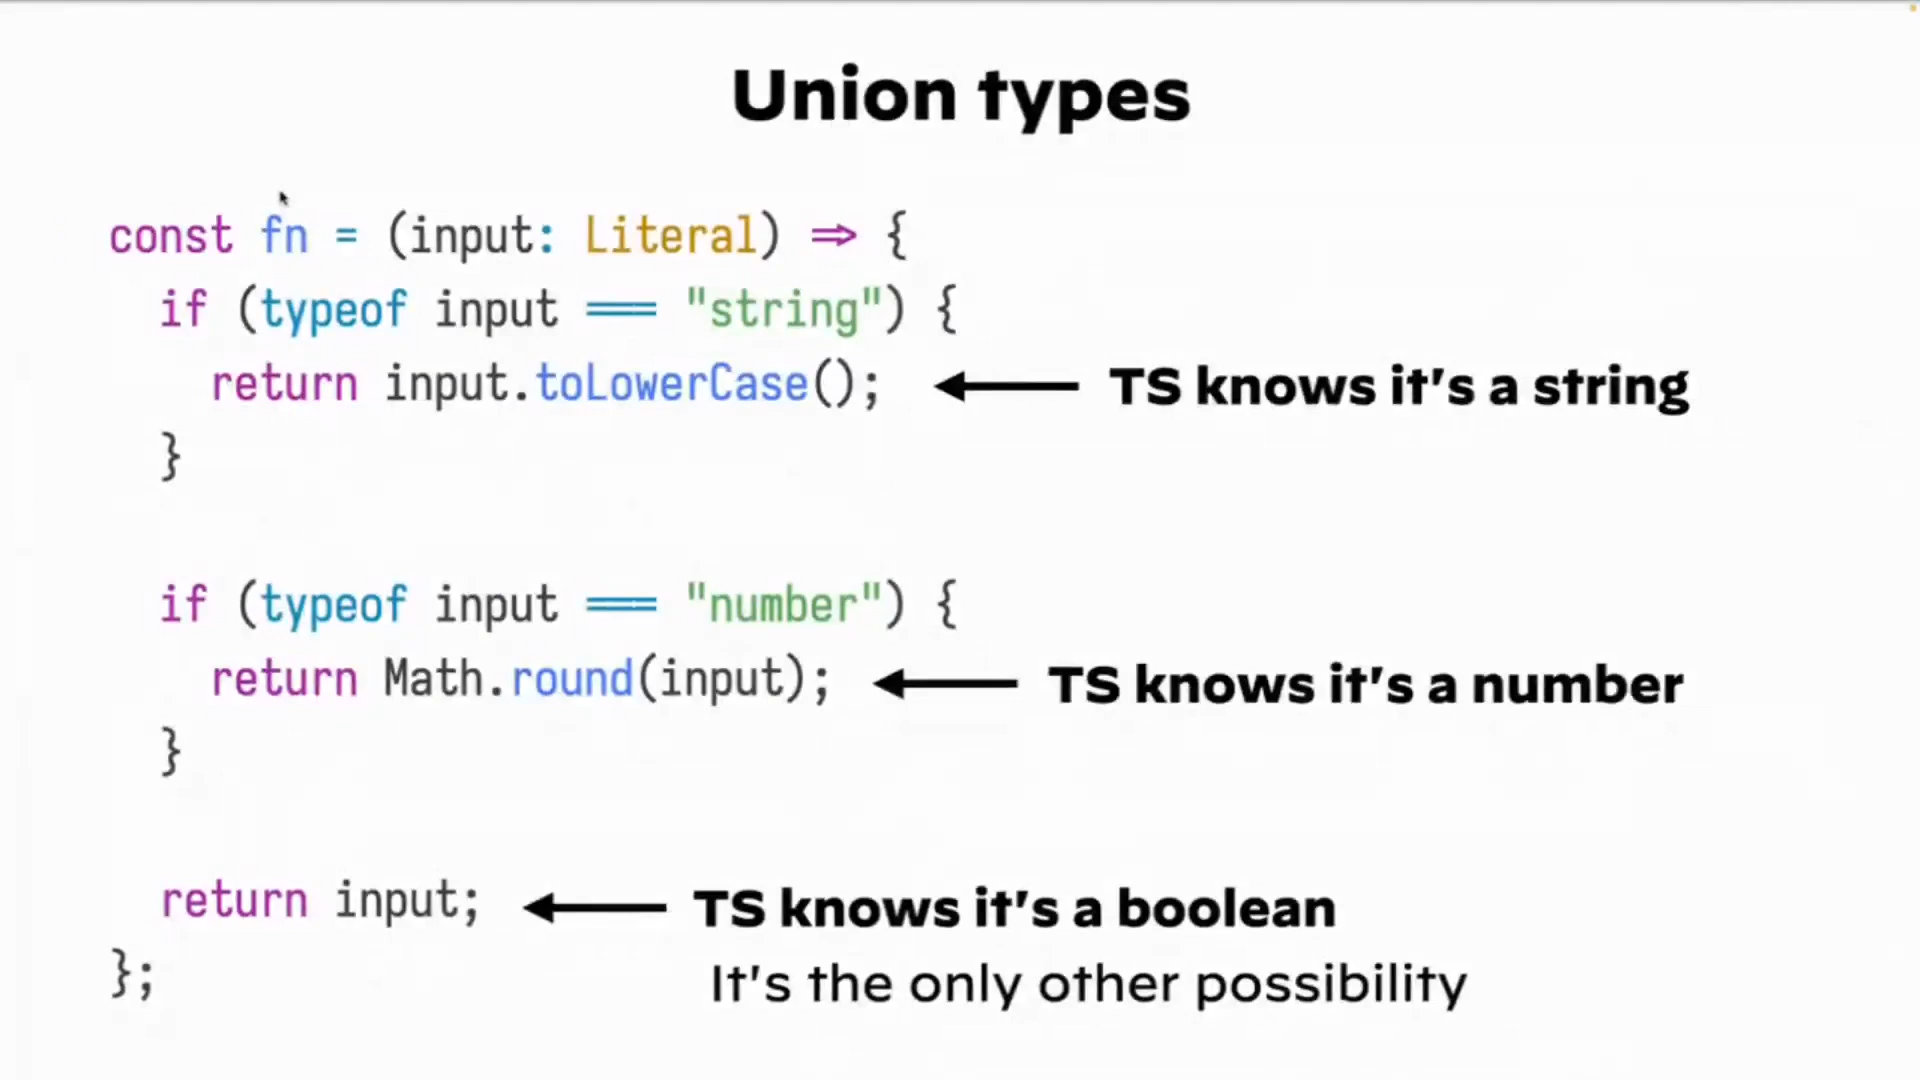 Union types
const fn = (input: Literal) => {
if (typeof input === "string") {
return input.toLowerCase(); TS knows it's a string
}
if (typeof input === "number") {
return Math.round(input); TS knows it's a number
}
return input; TS knows it's a boolean
It's the only other possibility
};